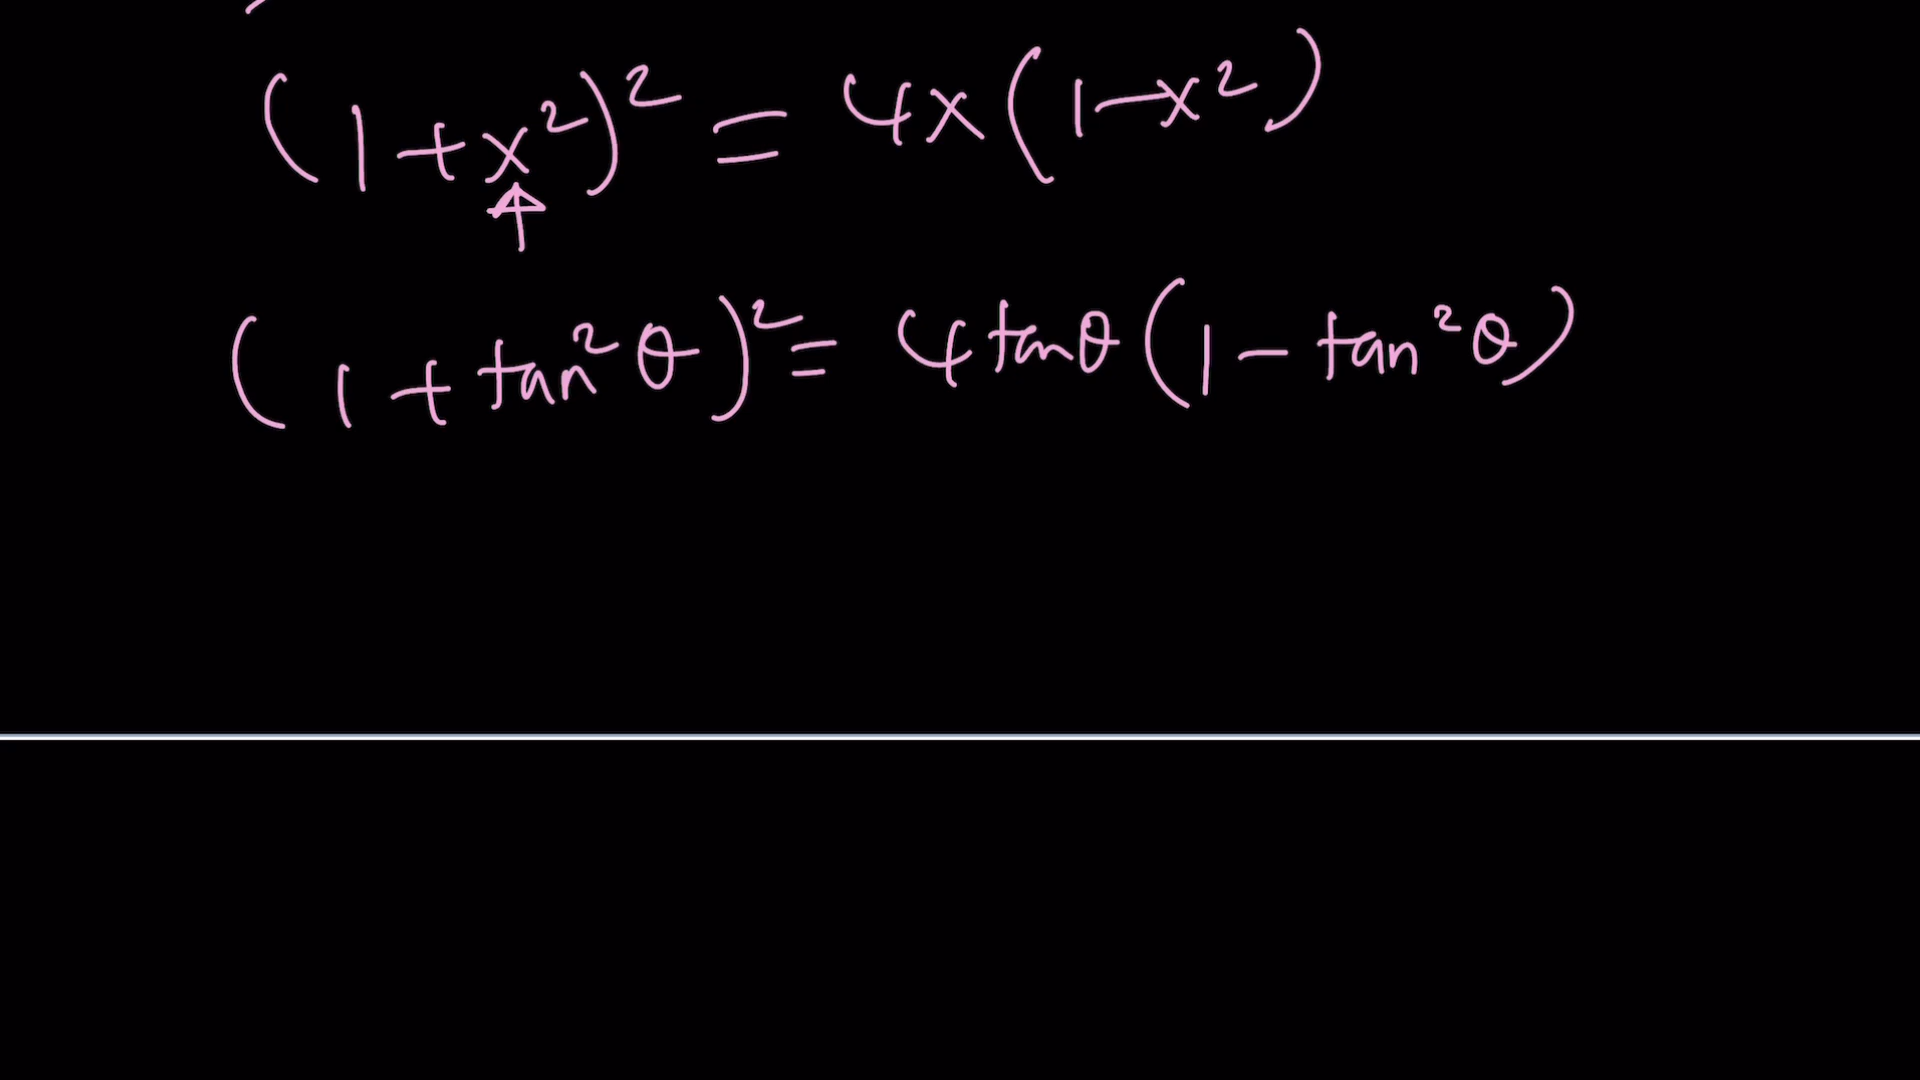 (1+x²)² = 4x(1-x²)
(1 + tan²θ)² = 4tanθ(1 - tan²θ)